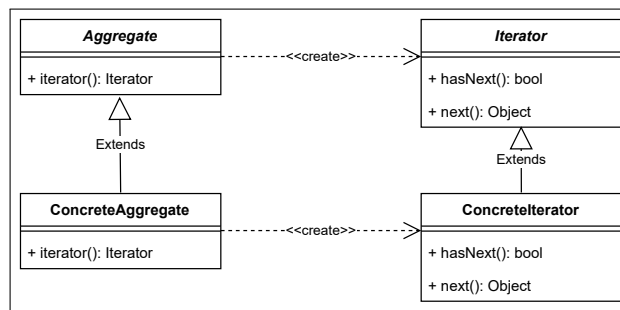 Aggregate
+ iterator(): Iterator
<<create>>
Iterator
+ hasNext(): bool
+ next(): Object
Extends
Extends
ConcreteAggregate
+ iterator(): Iterator
<<create>>
ConcreteIterator
+ hasNext(): bool
+ next(): Object